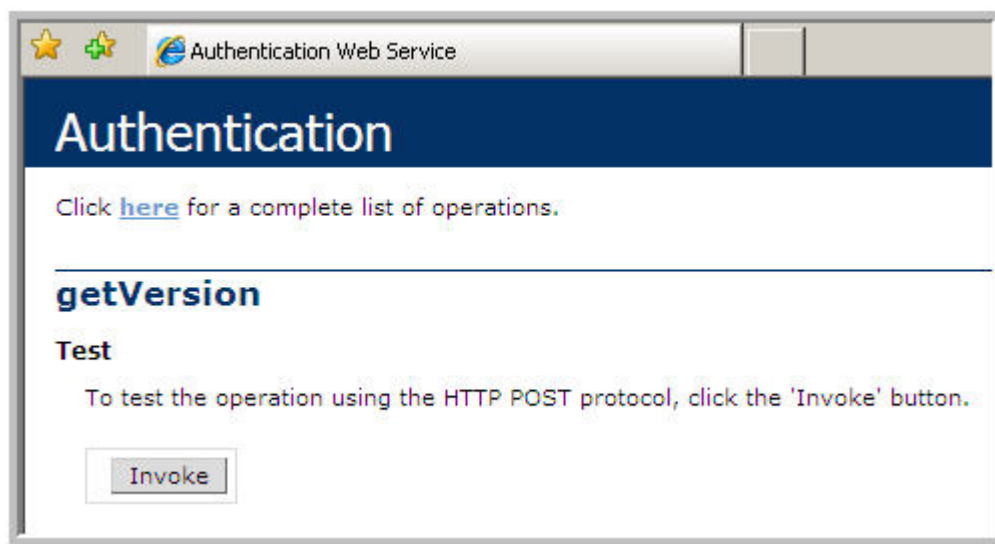 Authentication Web Service
Authentication
Click here for a complete list of operations.
getVersion
Test
To test the operation using the HTTP POST protocol, click the 'Invoke' button.
Invoke